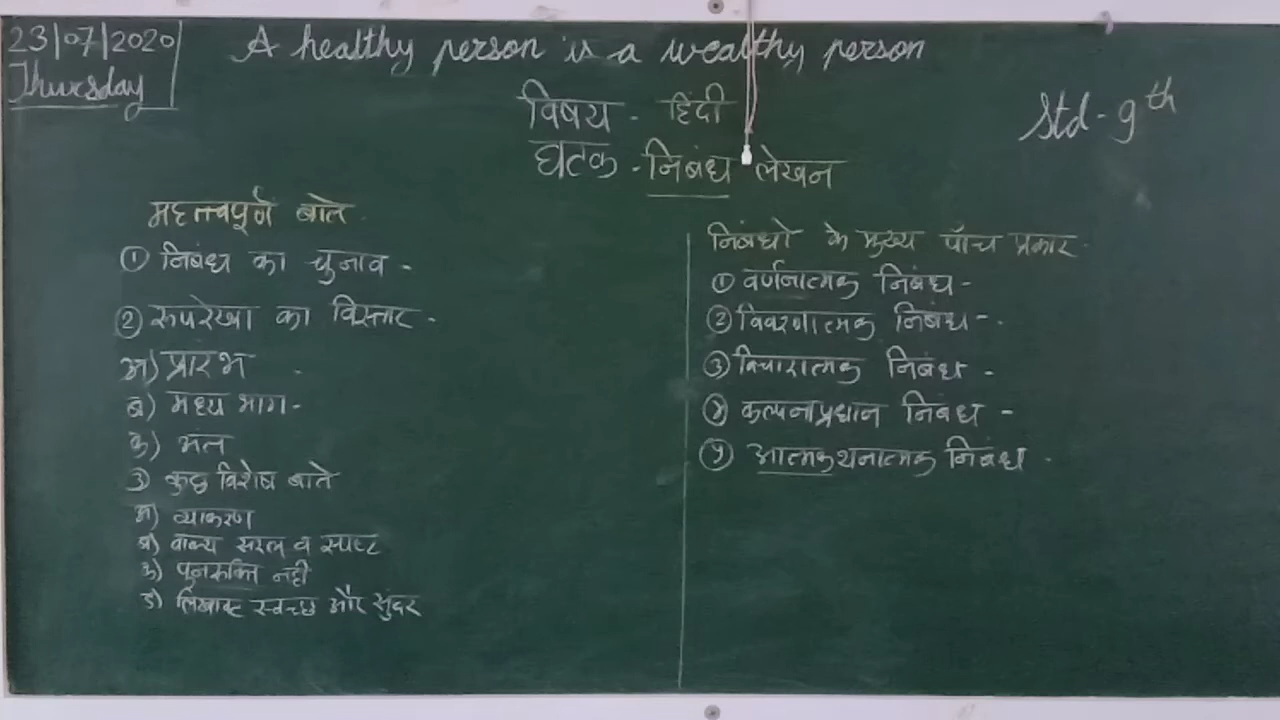 23/07/2020
Thursday
A healthy person is a wealthy person
विषय - हिंदी
Std - 9th
घटक - निबंध लेखन
महत्त्वपूर्ण बाते
① निबंध का चुनाव -
② रुपरेखा का विस्तार -
अ) प्रारंभ
ब) मध्य भाग -
क) अंत
3 कुछ विशेष बाते
अ) व्याकरण
ब) वाक्य सरल व स्पष्ट
क) पुनरुक्ति नही
ड) लिखावट स्वच्छ और सुंदर
निबंधो के मुख्य पाँच प्रकार -
① वर्णनात्मक निबंध -
② विवरणात्मक निबंध -
③ विचारात्मक निबंध -
④ कल्पनाप्रधान निबंध -
⑤ आत्मकथनात्मक निबंध -